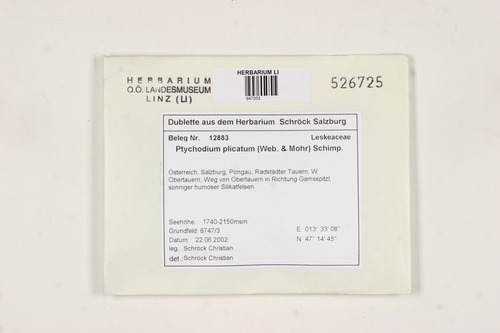 HERBARIUM
O.Ö. LANDESMUSEUM
LINZ (LI)
HERBARIUM LI
947053
526725
Dublette aus dem Herbarium Schröck Salzburg
Beleg Nr. 12883 Leskeaceae
Ptychodium plicatum (Web. & Mohr) Schimp.
Österreich, Salzburg, Pongau, Radstädter Tauern, W
Obertauern, Weg von Obertauern in Richtung Gamsspitzl,
sonniger humoser Silikatfelsen
Seehöhe: 1740-2150msm
Grundfeld: 8747/3 E 013° 33' 08"
Datum: 22.06.2002 N 47° 14' 45"
leg.: Schröck Christian
det.: Schröck Christian